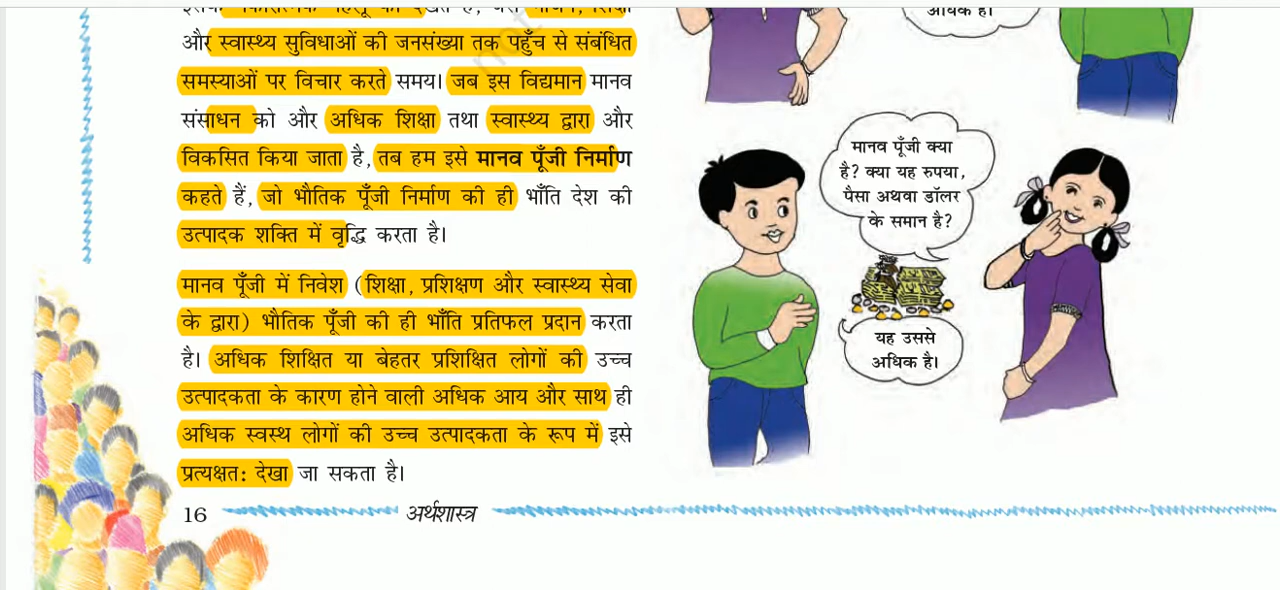 और स्वास्थ्य सुविधाओं की जनसंख्या तक पहुँच से संबंधित
समस्याओं पर विचार करते समय। जब इस विद्यमान मानव
संसाधन को और अधिक शिक्षा तथा स्वास्थ्य द्वारा और
विकसित किया जाता है, तब हम इसे मानव पूँजी निर्माण
कहते हैं, जो भौतिक पूँजी निर्माण की ही भाँति देश की
उत्पादक शक्ति में वृद्धि करता है।
मानव पूँजी में निवेश (शिक्षा, प्रशिक्षण और स्वास्थ्य सेवा
के द्वारा) भौतिक पूँजी की ही भाँति प्रतिफल प्रदान करता
है। अधिक शिक्षित या बेहतर प्रशिक्षित लोगों की उच्च
उत्पादकता के कारण होने वाली अधिक आय और साथ ही
अधिक स्वस्थ लोगों की उच्च उत्पादकता के रूप में इसे
प्रत्यक्षत: देखा जा सकता है।
16 अर्थशास्त्र
अधिक है।
मानव पूँजी क्या
है? क्या यह रुपया,
पैसा अथवा डॉलर
के समान है?
यह उससे
अधिक है।
not